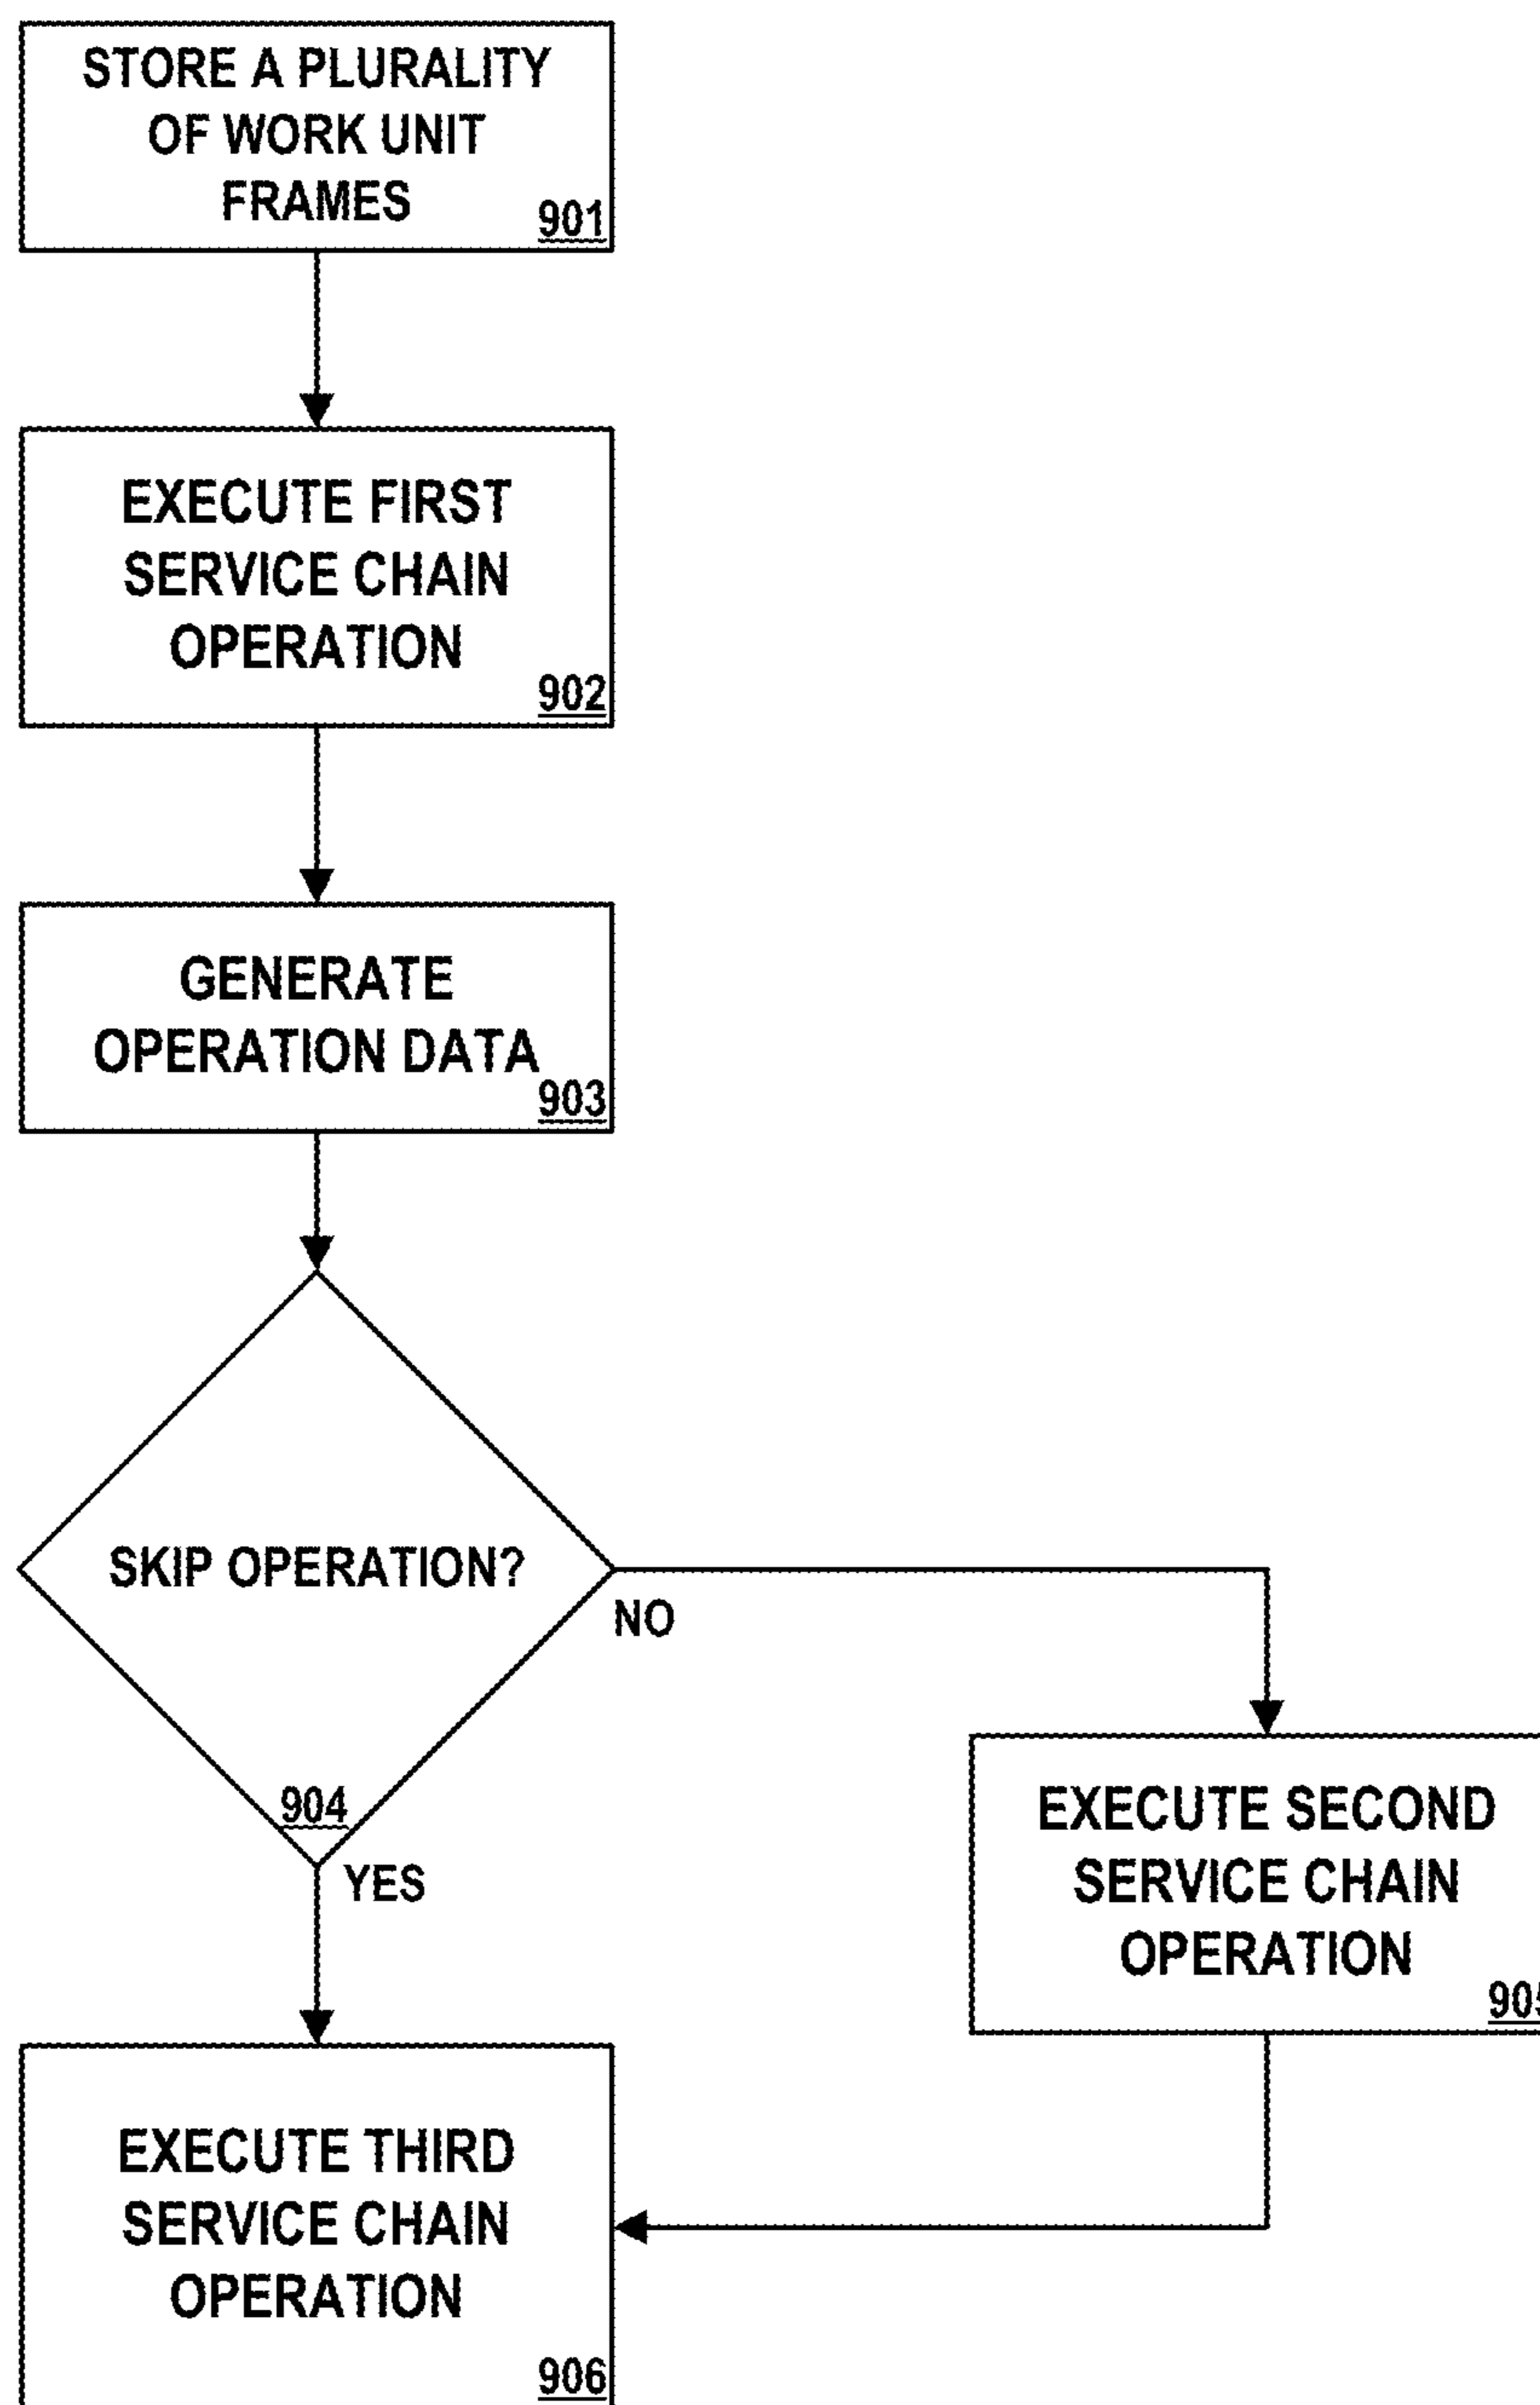 STORE A PLURALITY
OF WORK UNIT
FRAMES
901
EXECUTE FIRST
SERVICE CHAIN
OPERATION
902
GENERATE
OPERATION DATA
903
SKIP OPERATION?
NO
904
YES
EXECUTE SECOND
SERVICE CHAIN
OPERATION
905
EXECUTE THIRD
SERVICE CHAIN
OPERATION
906